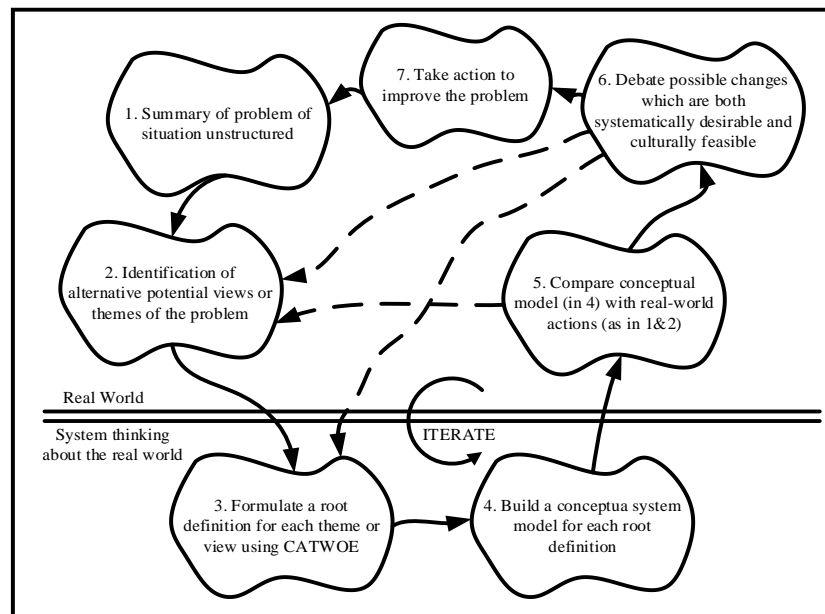 1. Summary of problem of
situation unstructured
7. Take action to
improve the problem
6. Debate possible changes
which are both
systematically desirable and
culturally feasible
2. Identification of
alternative potential views or
themes of the problem
5. Compare conceptual
model (in 4) with real-world
actions (as in 1&2)
Real World
System thinking
about the real world
ITERATE
3. Formulate a root
definition for each theme or
view using CATWOE
4. Build a conceptua system
model for each root
definition